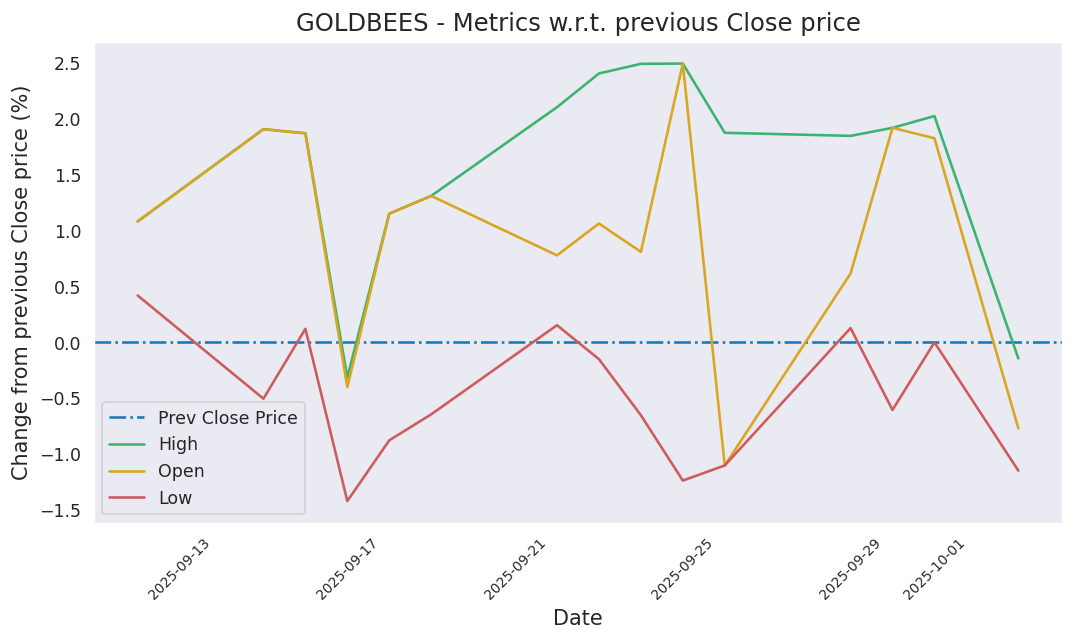 GOLDBEES - Metrics w.r.t. previous Close price
Change from previous Close price (%)
2.5
2.0
1.5
1.0
0.5
0.0
−0.5
−1.0
−1.5
Prev Close Price
High
Open
Low
2025-09-13
2025-09-17
2025-09-21
2025-09-25
2025-09-29
2025-10-01
Date